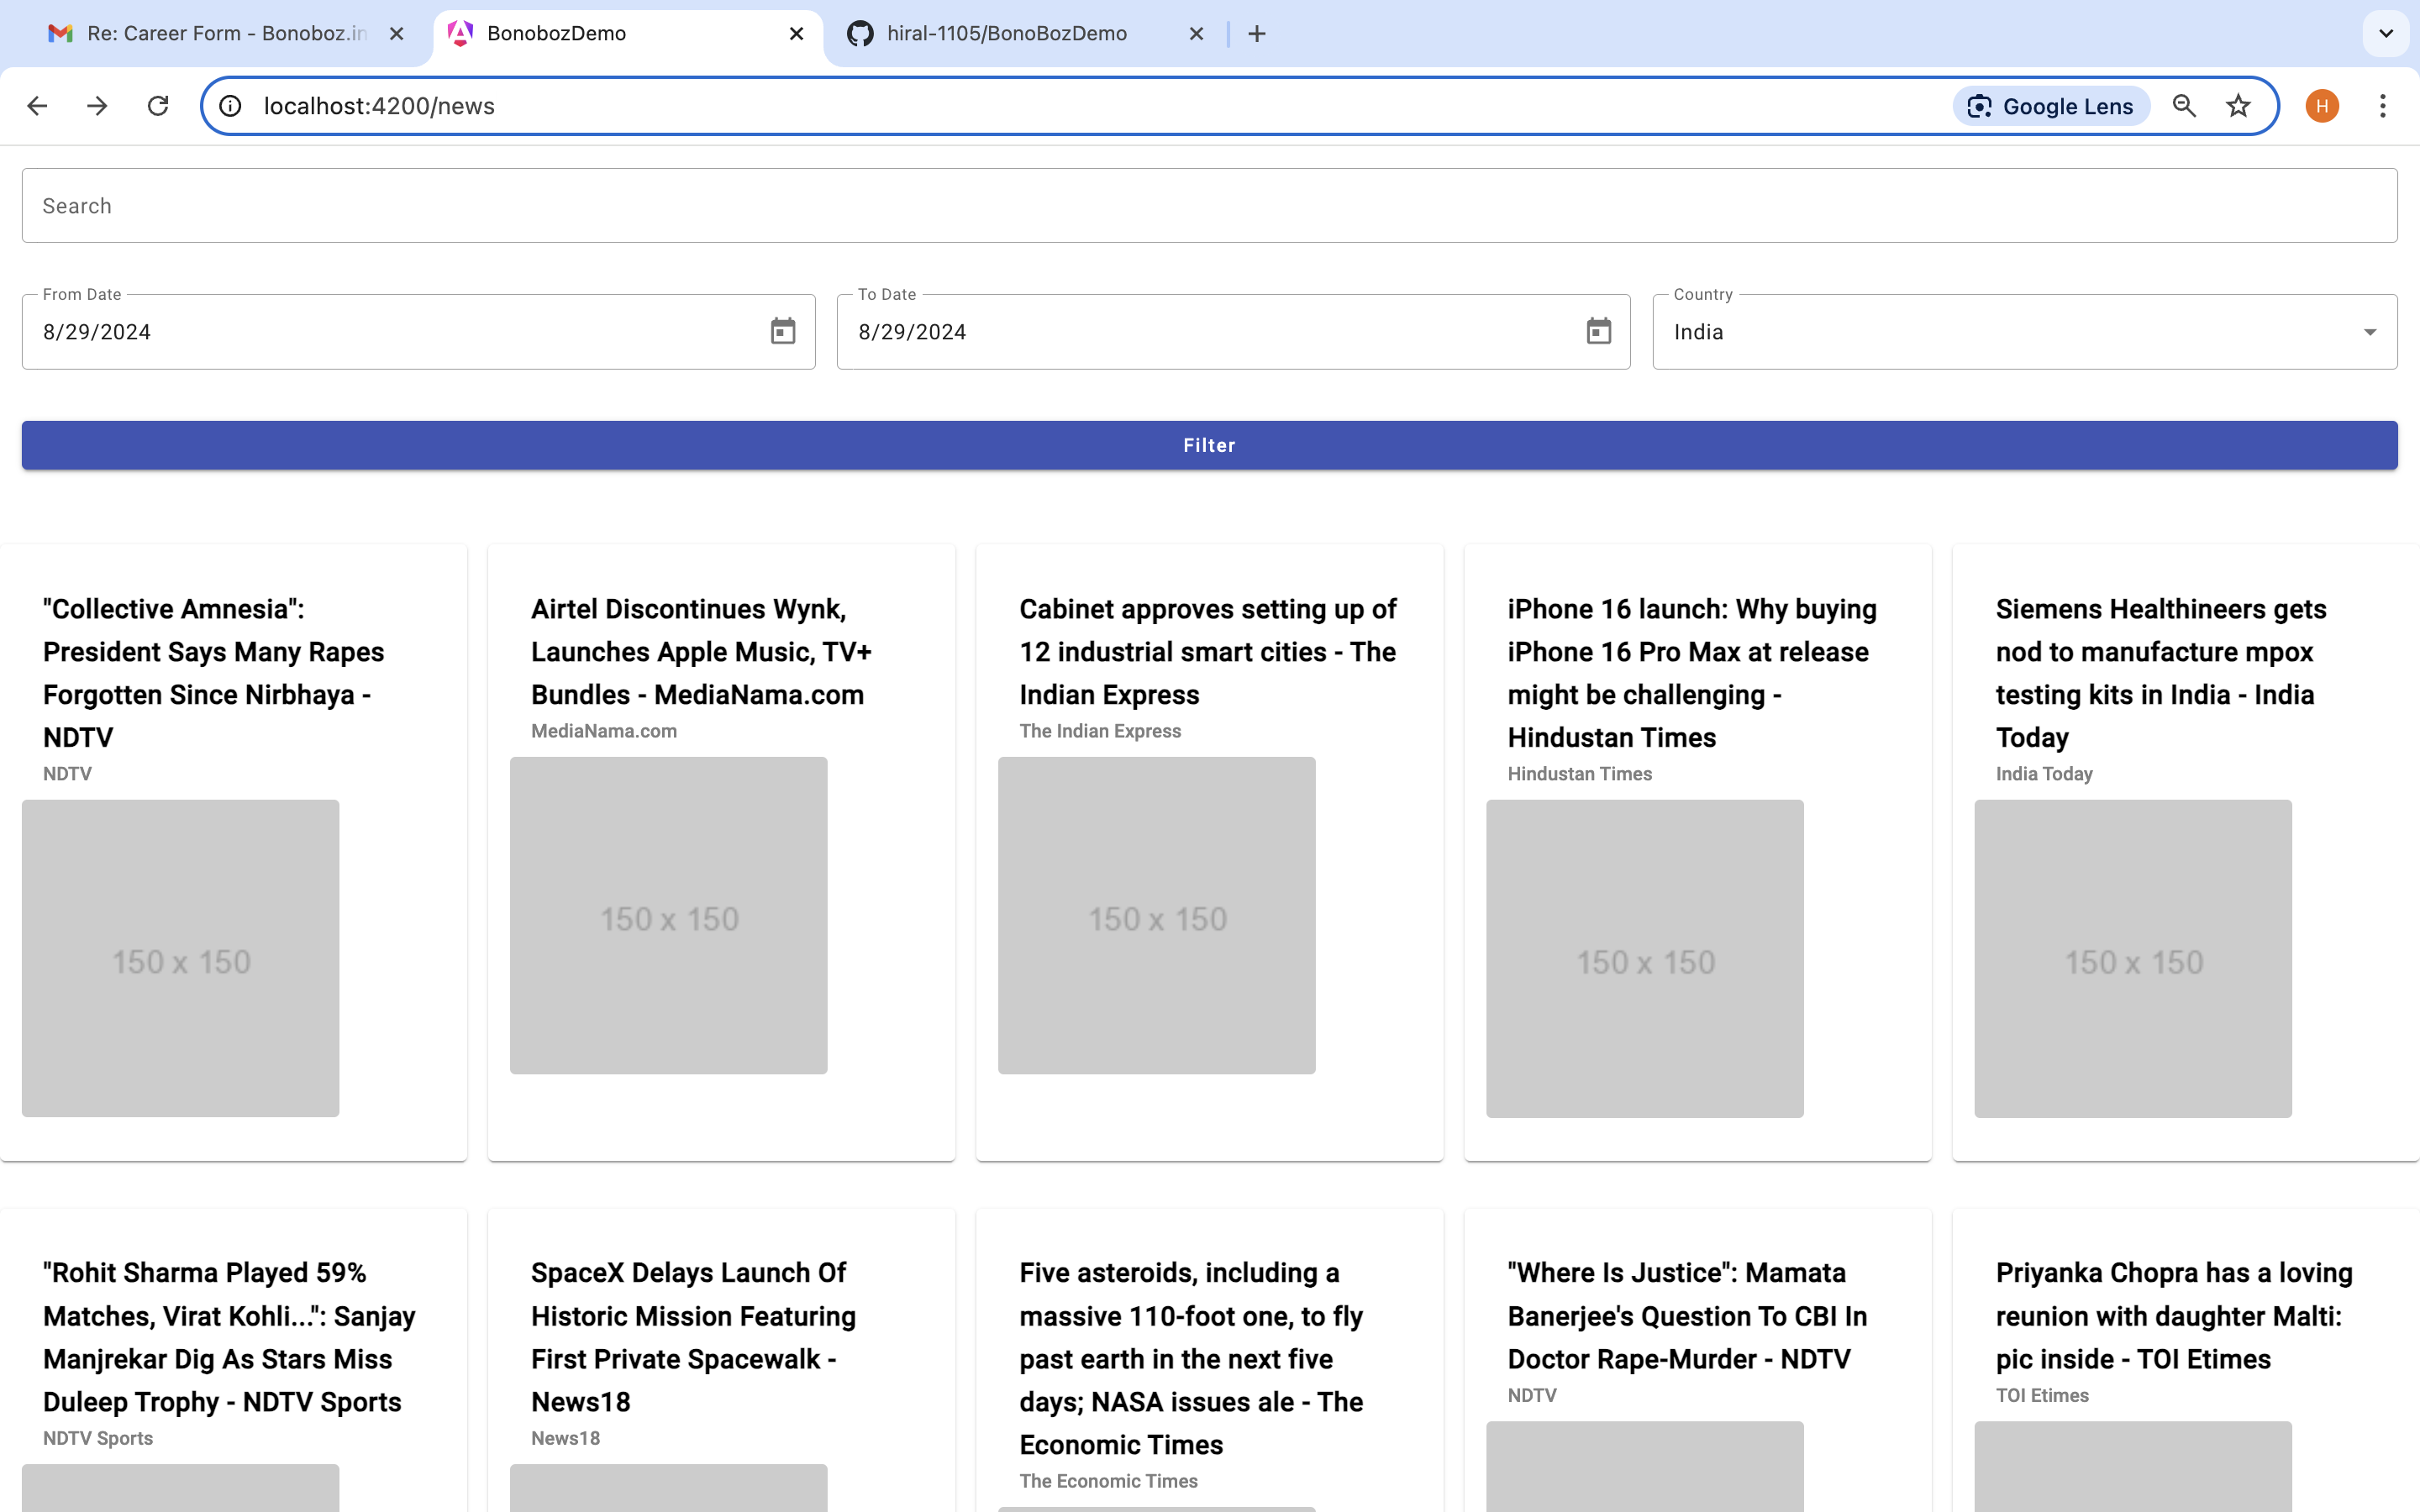 Re: Career Form - Bonoboz.in
BonobozDemo
hiral-1105/BonoBozDemo
localhost:4200/news
Google Lens
H
Search
From Date
8/29/2024
To Date
8/29/2024
Country
India
Filter
"Collective Amnesia":
President Says Many Rapes
Forgotten Since Nirbhaya -
NDTV
NDTV
150 x 150
Airtel Discontinues Wynk,
Launches Apple Music, TV+
Bundles - MediaNama.com
MediaNama.com
150 x 150
Cabinet approves setting up of
12 industrial smart cities - The
Indian Express
The Indian Express
150 x 150
iPhone 16 launch: Why buying
iPhone 16 Pro Max at release
might be challenging -
Hindustan Times
Hindustan Times
150 x 150
Siemens Healthineers gets
nod to manufacture mpox
testing kits in India - India
Today
India Today
150 x 150
"Rohit Sharma Played 59%
Matches, Virat Kohli...": Sanjay
Manjrekar Dig As Stars Miss
Duleep Trophy - NDTV Sports
NDTV Sports
SpaceX Delays Launch Of
Historic Mission Featuring
First Private Spacewalk -
News18
News18
Five asteroids, including a
massive 110-foot one, to fly
past earth in the next five
days; NASA issues ale - The
Economic Times
The Economic Times
"Where Is Justice": Mamata
Banerjee's Question To CBI In
Doctor Rape-Murder - NDTV
NDTV
Priyanka Chopra has a loving
reunion with daughter Malti:
pic inside - TOI Etimes
TOI Etimes